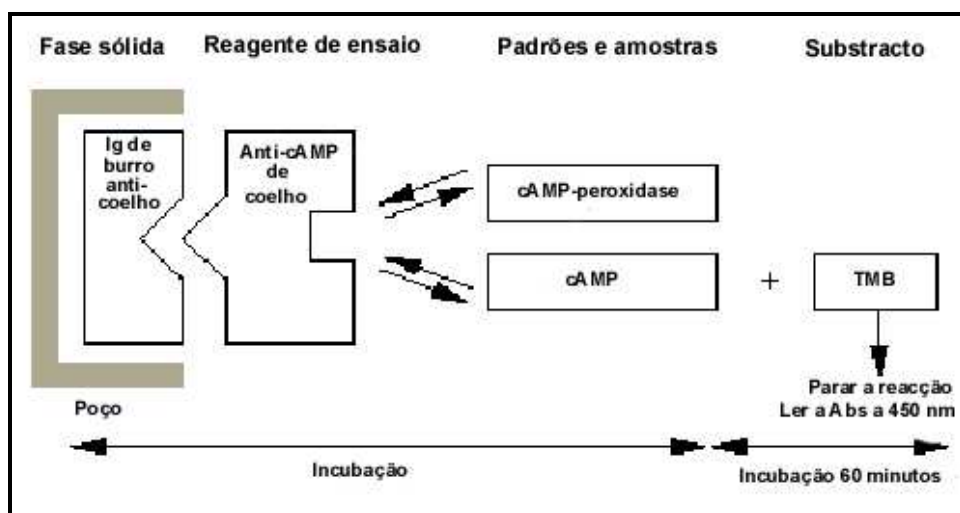 Fase sólida
Reagente de ensaio
Padrões e amostras
Substracto
Ig de
burro
anti-
coelho
Anti-cAMP
de
coelho
cAMP-peroxidase
cAMP
+
TMB
Parar a reacção
Ler a Abs a 450 nm
Poço
Incubação
Incubação 60 minutos